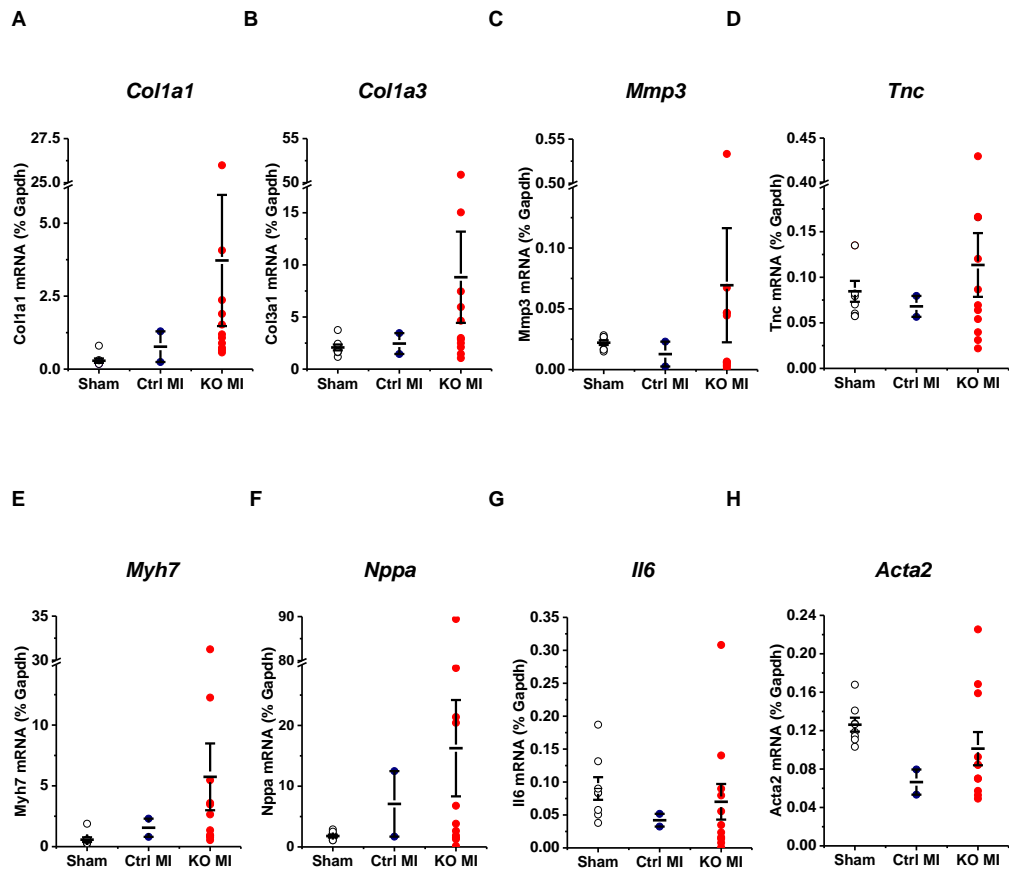 A B C D
Col1a1 Col1a3 Mmp3 Tnc
Col1a1 mRNA (% Gapdh)
27.5
25.0
5.0
2.5
0.0
Sham Ctrl MI KO MI
Col3a1 mRNA (% Gapdh)
55
50
15
10
5
0
Sham Ctrl MI KO MI
Mmp3 mRNA (% Gapdh)
0.55
0.50
0.10
0.05
0.00
Sham Ctrl MI KO MI
Tnc mRNA (% Gapdh)
0.45
0.40
0.15
0.10
0.05
0.00
Sham Ctrl MI KO MI
E F G H
Myh7 Nppa Il6 Acta2
Myh7 mRNA (% Gapdh)
35
30
10
5
0
Sham Ctrl MI KO MI
Nppa mRNA (% Gapdh)
90
80
20
10
0
Sham Ctrl MI KO MI
Il6 mRNA (% Gapdh)
0.35
0.30
0.25
0.20
0.15
0.10
0.05
0.00
Sham Ctrl MI KO MI
Acta2 mRNA (% Gapdh)
0.24
0.20
0.16
0.12
0.08
0.04
0.00
Sham Ctrl MI KO MI